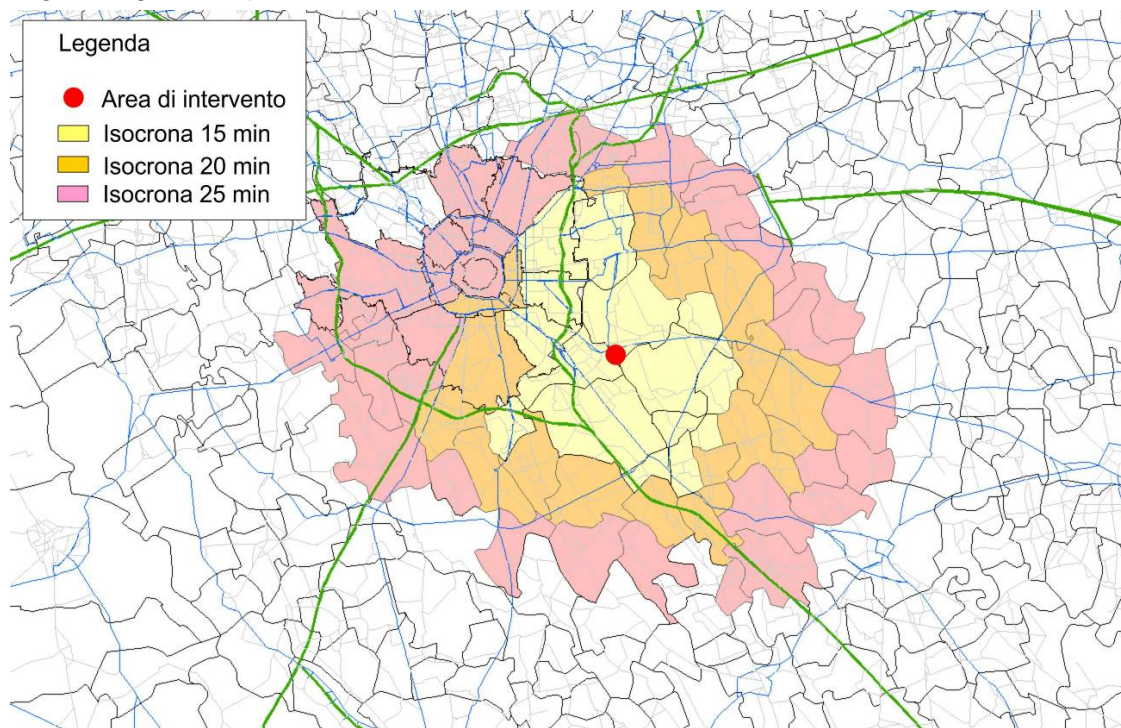 Legenda
Area di intervento
Isocrona 15 min
Isocrona 20 min
Isocrona 25 min